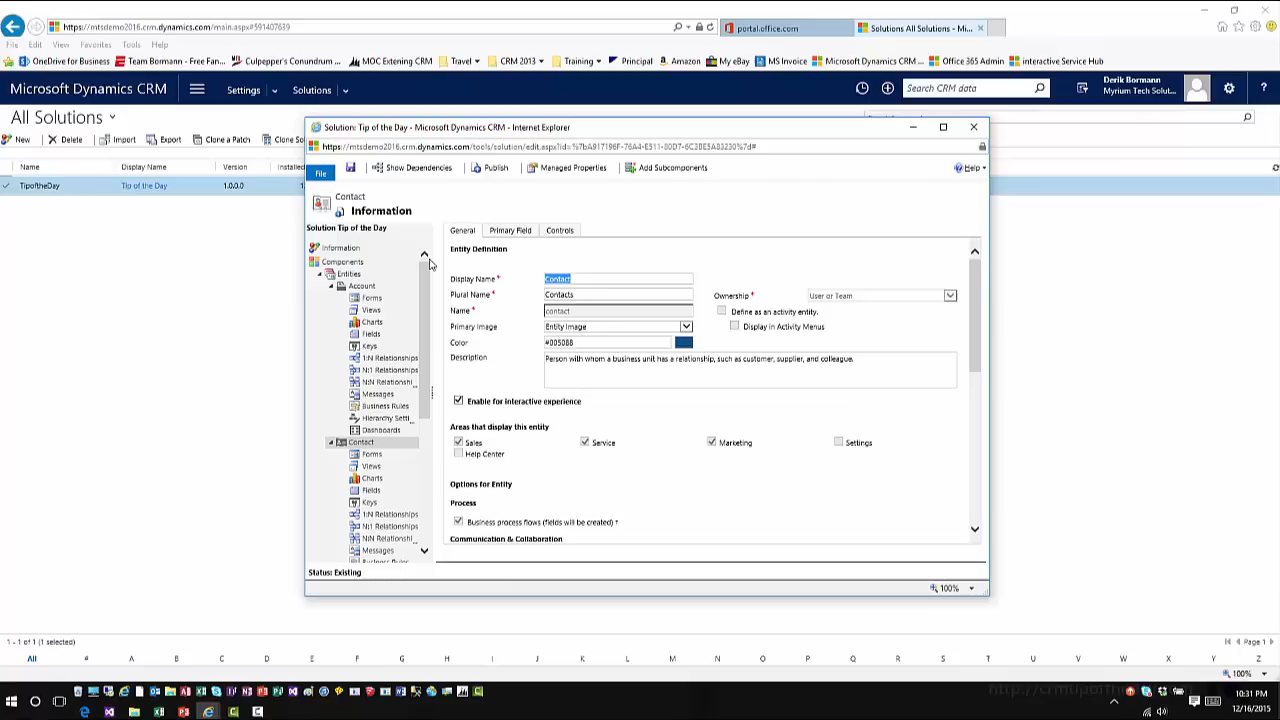 https://mtsdemo2016.crm.dynamics.com/main.aspx#591407639
portal.office.com
Solutions All Solutions - Mi...
File Edit View Favorites Tools Help
OneDrive for Business
Team Bormann - Free Fan...
Culpepper's Conundrum ...
MOC Extening CRM
Travel
CRM 2013
Training
Principal
Amazon
My eBay
MS Invoice
Microsoft Dynamics CRM...
Office 365 Admin
interactive Service Hub
Microsoft Dynamics CRM
Settings
Solutions
Search CRM data
Derik Bormann
Myrium Tech Solut...
?
All Solutions
New
Delete
Import
Export
Clone a Patch
Clone So
Name
Display Name
Version
Installed
TipoftheDay
Tip of the Day
1.0.0.0
Solution: Tip of the Day - Microsoft Dynamics CRM - Internet Explorer
File
Show Dependencies
Publish
Managed Properties
Add Subcomponents
Help
Contact
Information
Solution Tip of the Day
Information
Components
Entities
Account
Forms
Views
Charts
Fields
Keys
1:N Relationships
N:1 Relationships
N:N Relationshi...
Messages
Business Rules
Hierarchy Setti...
Dashboards
Contact
Forms
Views
Charts
Fields
Keys
1:N Relationships
N:1 Relationships
N:N Relationshi...
Messages
Business Rules
General
Primary Field
Controls
Entity Definition
Display Name *
Contact
Plural Name *
Contacts
Ownership *
User or Team
Name *
contact
Define as an activity entity.
Primary Image
Entity Image
Display in Activity Menus
Color
#005088
Description
Person with whom a business unit has a relationship, such as customer, supplier, and colleague.
Enable for interactive experience
Areas that display this entity
Sales
Service
Marketing
Settings
Help Center
Options for Entity
Process
Business process flows (fields will be created) †
Communication & Collaboration
Status: Existing
100%
1 - 1 of 1 (1 selected)
Page 1
All # A B C D E F G H I J K L M N O P Q R S T U V W X Y Z
100%
10:31 PM
12/16/2015